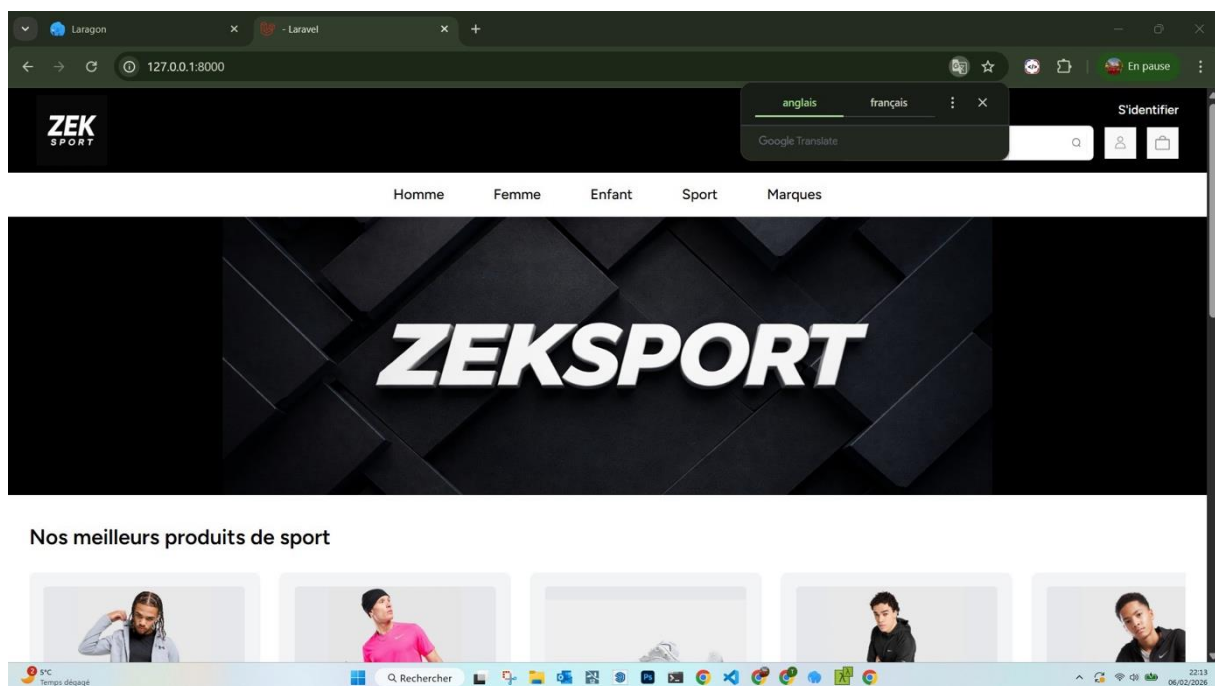 Laragon
- Laravel
127.0.0.1:8000
En pause
anglais français
Google Translate
S'identifier
ZEK
SPORT
Homme Femme Enfant Sport Marques
ZEKSPORT
Nos meilleurs produits de sport
2
5°C
Temps dégagé
Rechercher
22:13
06/02/2026